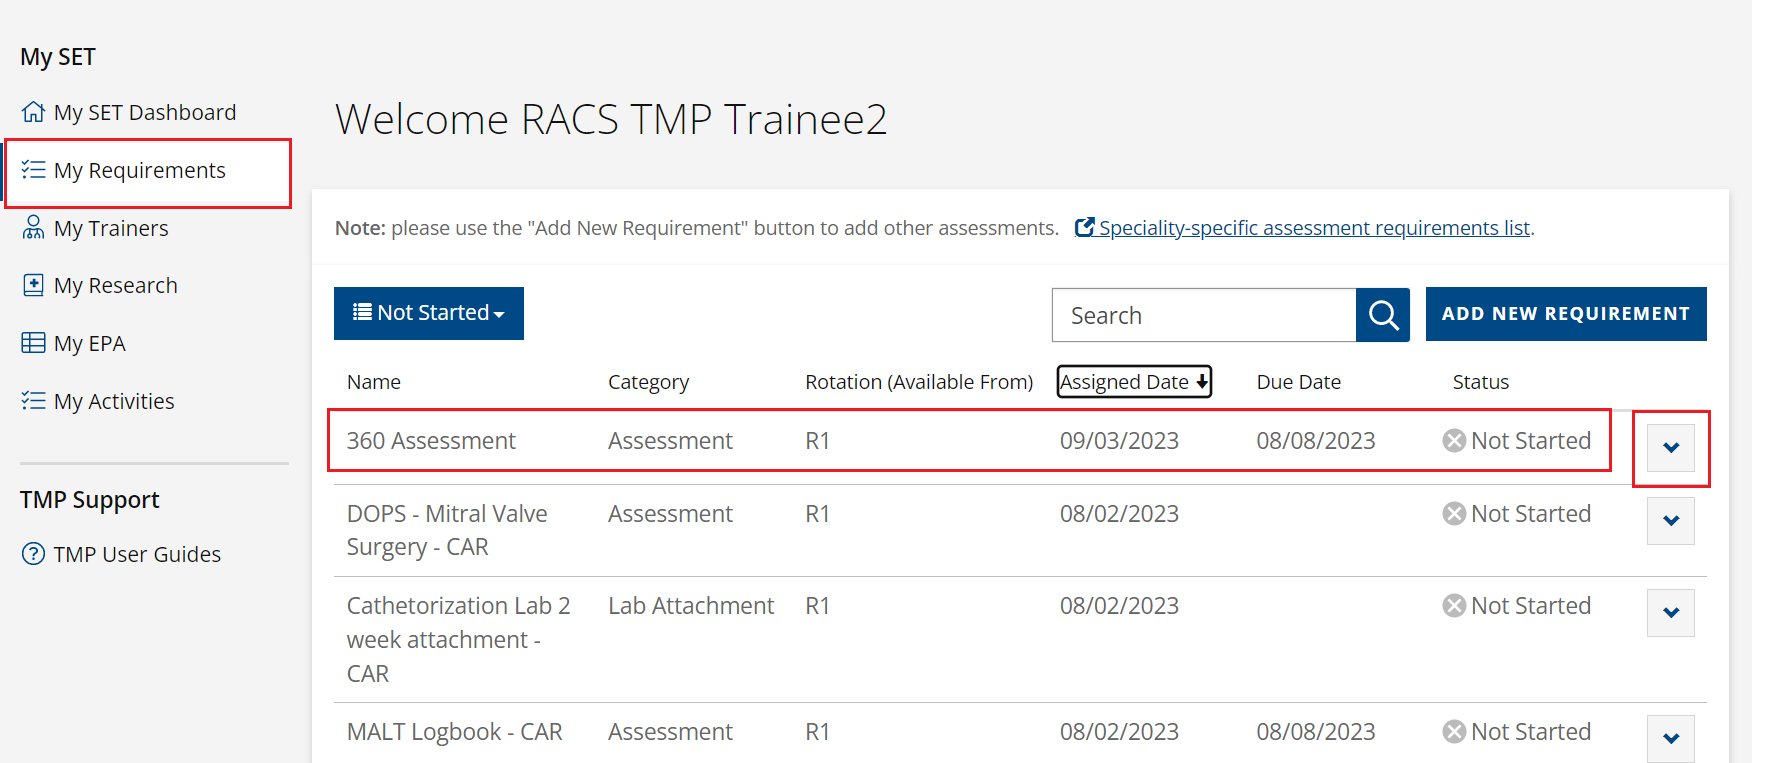 My SET
My SET Dashboard
My Requirements
My Trainers
My Research
My EPA
My Activities
TMP Support
TMP User Guides
Welcome RACS TMP Trainee2
Note: please use the "Add New Requirement" button to add other assessments. Speciality-specific assessment requirements list.
Not Started
Search
ADD NEW REQUIREMENT
Name Category Rotation (Available From) Assigned Date Due Date Status
360 Assessment Assessment R1 09/03/2023 08/08/2023 Not Started
DOPS - Mitral Valve Assessment R1 08/02/2023 Not Started
Surgery - CAR
Cathetorization Lab 2 Lab Attachment R1 08/02/2023 Not Started
week attachment -
CAR
MALT Logbook - CAR Assessment R1 08/02/2023 08/08/2023 Not Started